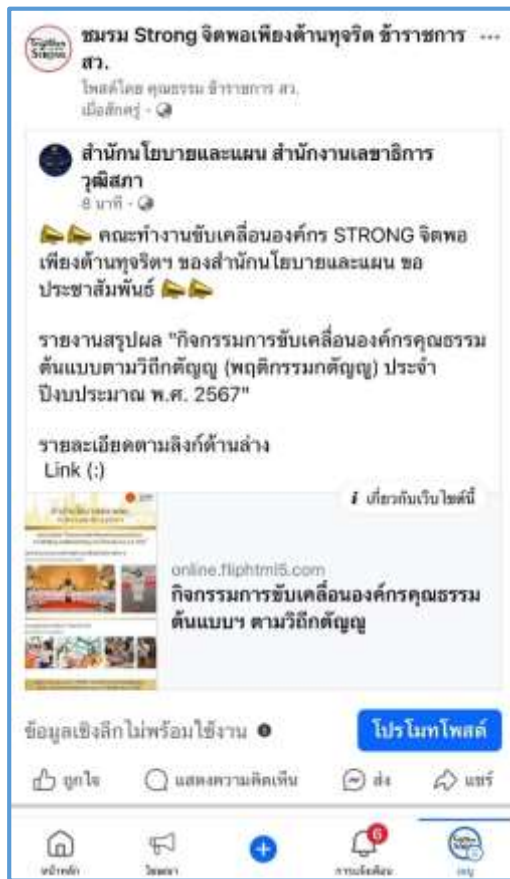 ชมรม Strong จิตพอเพียงต้านทุจริต ข้าราชการ ...
สว.
โพสต์โดย คุณธรรม ข้าราชการ สว.
เมื่อสักครู่ ·
สำนักนโยบายและแผน สำนักงานเลขาธิการ
วุฒิสภา
8 นาที ·
คณะทำงานขับเคลื่อนองค์กร STRONG จิตพอ
เพียงต้านทุจริตฯ ของสำนักนโยบายและแผน ขอ
ประชาสัมพันธ์
รายงานสรุปผล "กิจกรรมการขับเคลื่อนองค์กรคุณธรรม
ต้นแบบตามวิถีกตัญญู (พฤติกรรมกตัญญู) ประจำ
ปีงบประมาณ พ.ศ. 2567"
รายละเอียดตามลิงก์ด้านล่าง
Link (:)
i เกี่ยวกับเว็บไซต์นี้
online.fliphtml5.com
กิจกรรมการขับเคลื่อนองค์กรคุณธรรม
ต้นแบบฯ ตามวิถีกตัญญู
ข้อมูลเชิงลึกไม่พร้อมใช้งาน
โปรโมทโพสต์
ถูกใจ แสดงความคิดเห็น ส่ง แชร์
6
หน้าหลัก โฆษณา การแจ้งเตือน เมนู